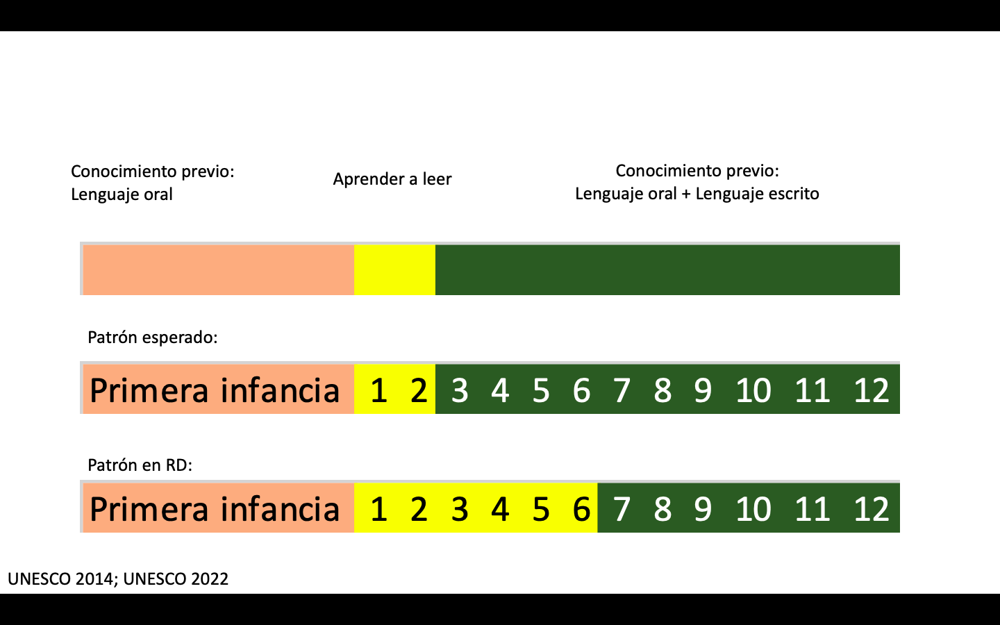 Conocimiento previo:
Lenguaje oral
Aprender a leer
Conocimiento previo:
Lenguaje oral + Lenguaje escrito
Patrón esperado:
Primera infancia 1 2 3 4 5 6 7 8 9 10 11 12
Patrón en RD:
Primera infancia 1 2 3 4 5 6 7 8 9 10 11 12
UNESCO 2014; UNESCO 2022